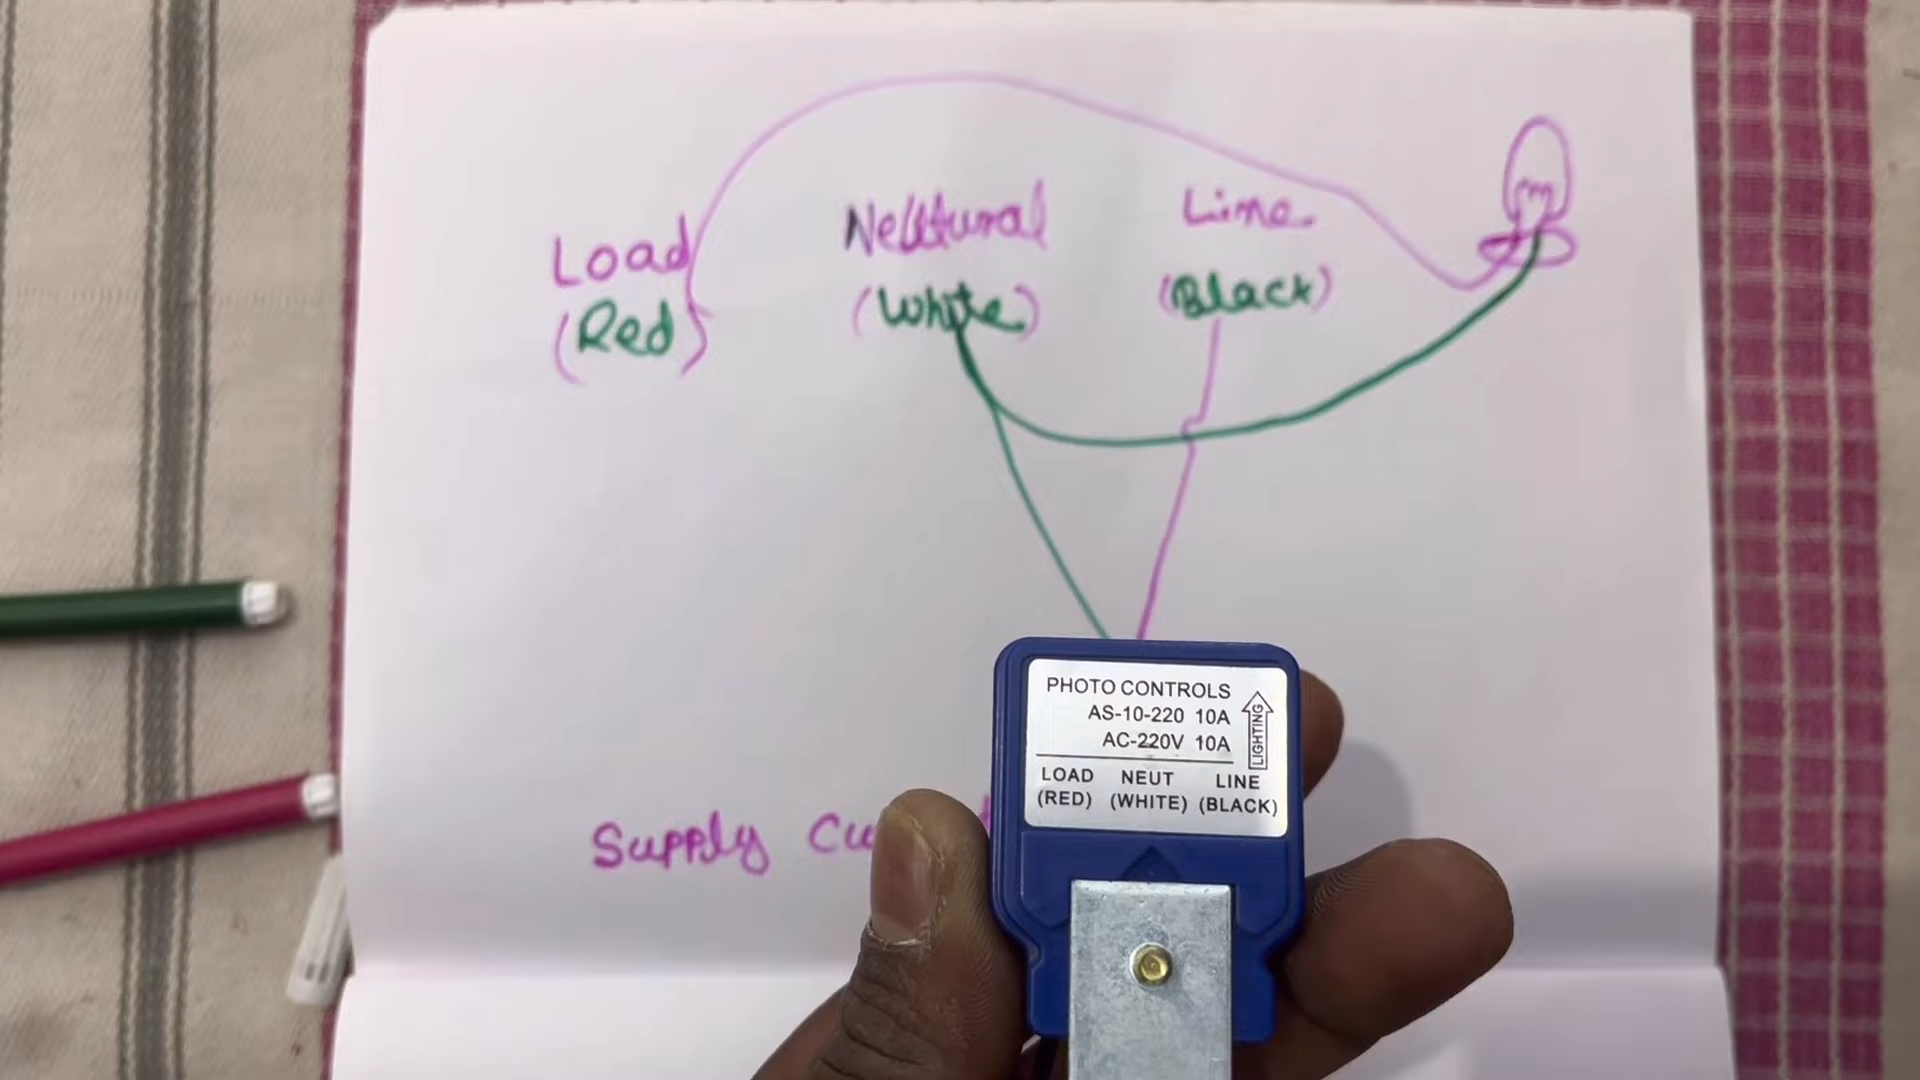 Load
(Red)
Neutural
(White)
Line
(Black)
Supply
PHOTO CONTROLS
AS-10-220 10A
AC-220V 10A
LIGHTING
LOAD NEUT LINE
(RED) (WHITE) (BLACK)